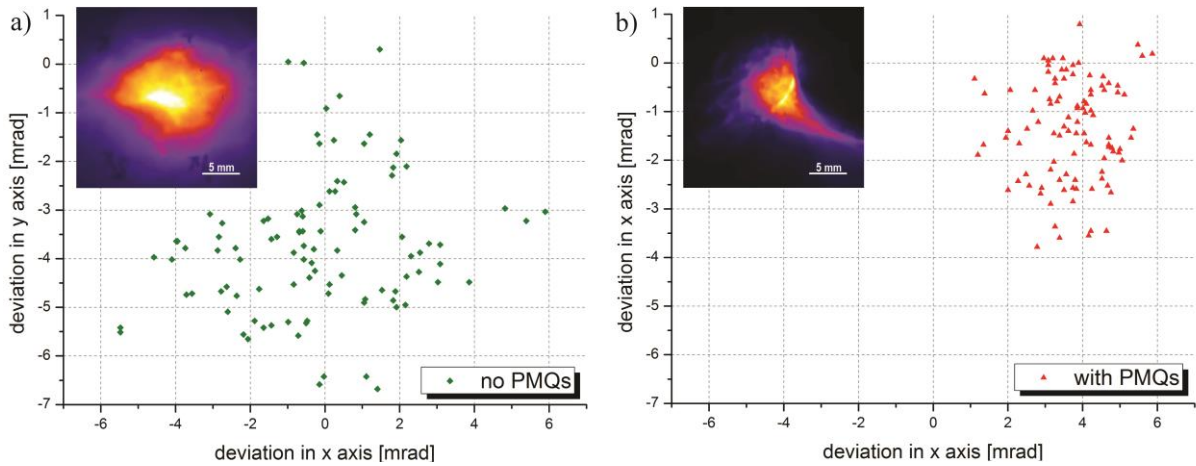 a)
deviation in y axis [mrad]
1
0
-1
-2
-3
-4
-5
-6
-7
5 mm
no PMQs
-6 -4 -2 0 2 4 6
deviation in x axis [mrad]
b)
deviation in x axis [mrad]
1
0
-1
-2
-3
-4
-5
-6
-7
5 mm
with PMQs
-6 -4 -2 0 2 4 6
deviation in x axis [mrad]